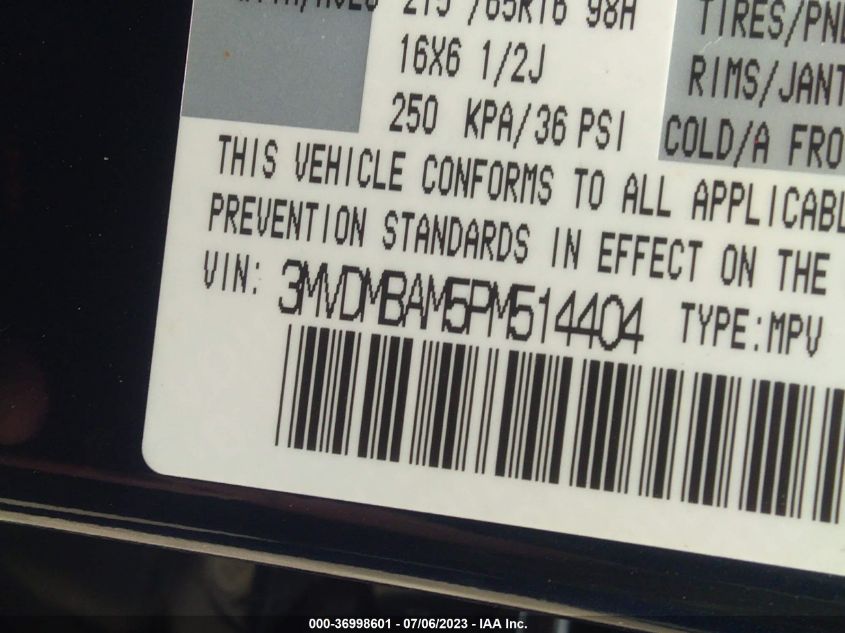 215 /65R16 98H TIRES/PN
16X6 1/2J RIMS/JANT
250 KPA/36 PSI COLD/A FRO
THIS VEHICLE CONFORMS TO ALL APPLICABL
PREVENTION STANDARDS IN EFFECT ON THE
VIN: 3MVDMBAM5PM514404 TYPE:MPV
000-36998601 - 07/06/2023 - IAA Inc.